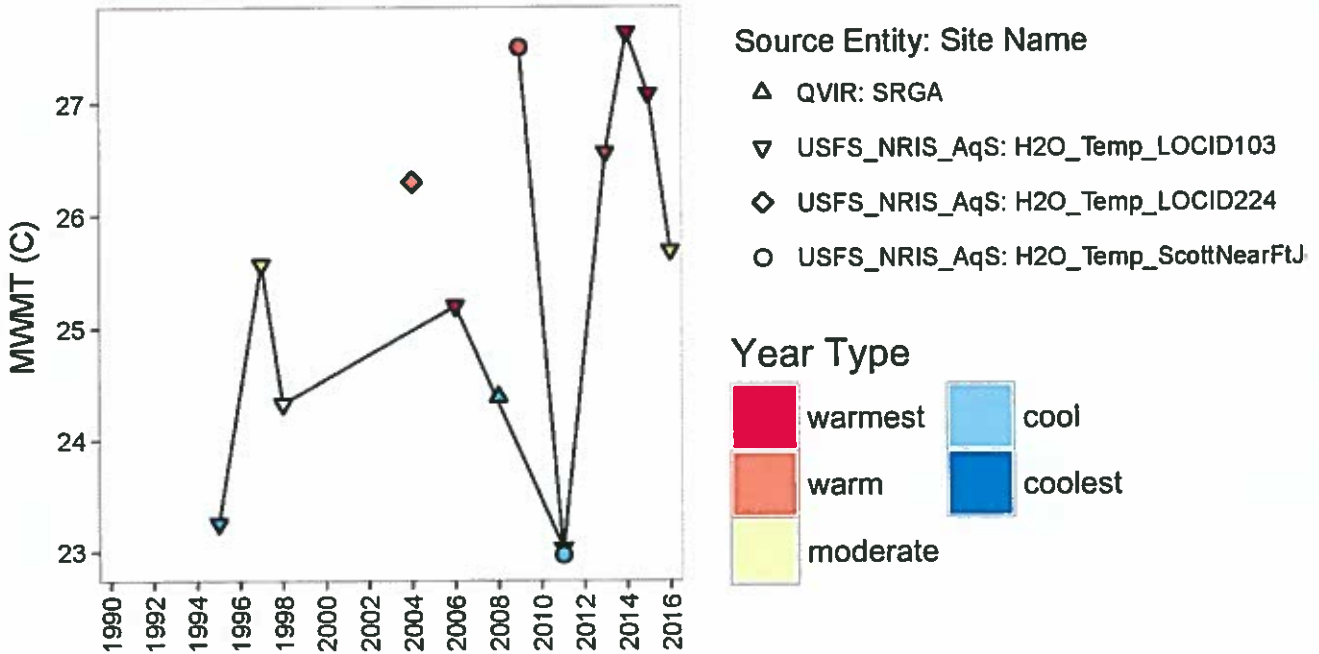 MWMT (C)
27
26
25
24
23
1990
1992
1994
1996
1998
2000
2002
2004
2006
2008
2010
2012
2014
2016
Source Entity: Site Name
QVIR: SRGA
USFS_NRIS_AqS: H2O_Temp_LOCID103
USFS_NRIS_AqS: H2O_Temp_LOCID224
USFS_NRIS_AqS: H2O_Temp_ScottNearFtJ
Year Type
warmest
warm
moderate
cool
coolest